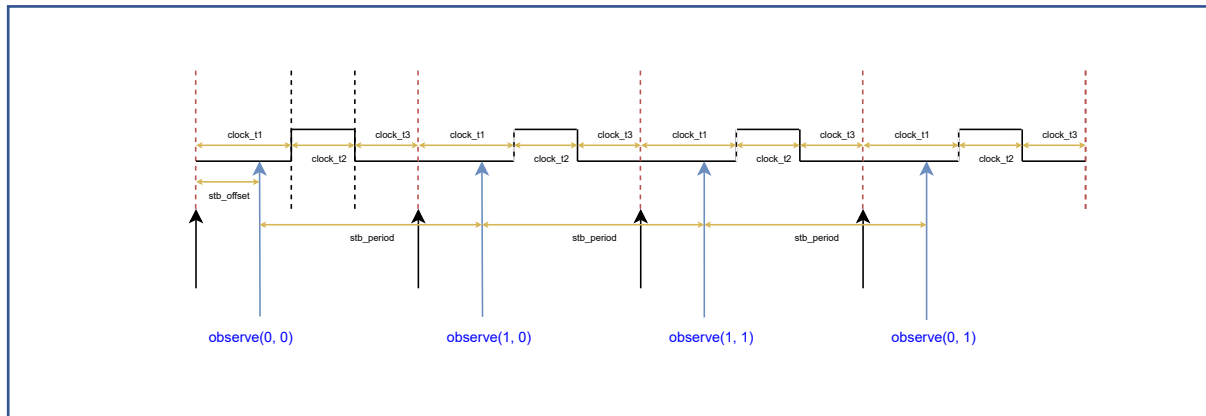 clock_t1
clock_t3
clock_t1
clock_t3
clock_t1
clock_t3
clock_t1
clock_t3
clock_t2
clock_t2
clock_t2
clock_t2
stb_offset
stb_period
stb_period
stb_period
observe(0, 0)
observe(1, 0)
observe(1, 1)
observe(0, 1)